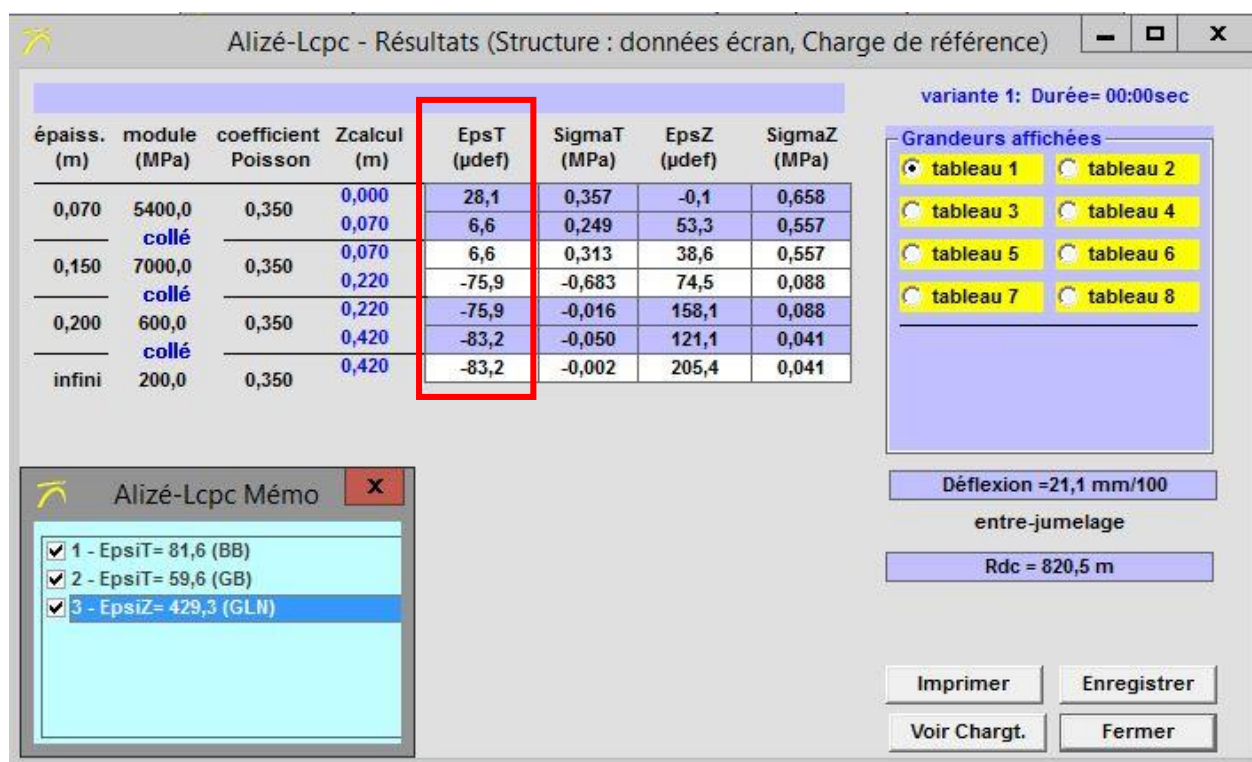 Alizé-Lcpc - Résultats (Structure : données écran, Charge de référence)
variante 1: Durée= 00:00sec
épaiss. module coefficient Zcalcul EpsT SigmaT EpsZ SigmaZ
(m) (MPa) Poisson (m) (µdef) (MPa) (µdef) (MPa)
0,000 28,1 0,357 -0,1 0,658
0,070 5400,0 0,350
0,070 6,6 0,249 53,3 0,557
collé
0,070 6,6 0,313 38,6 0,557
0,150 7000,0 0,350
0,220 -75,9 -0,683 74,5 0,088
collé
0,220 -75,9 -0,016 158,1 0,088
0,200 600,0 0,350
0,420 -83,2 -0,050 121,1 0,041
collé
0,420 -83,2 -0,002 205,4 0,041
infini 200,0 0,350
Grandeurs affichées
tableau 1 tableau 2
tableau 3 tableau 4
tableau 5 tableau 6
tableau 7 tableau 8
Déflexion =21,1 mm/100
entre-jumelage
Rdc = 820,5 m
Alizé-Lcpc Mémo
1 - EpsiT= 81,6 (BB)
2 - EpsiT= 59,6 (GB)
3 - EpsiZ= 429,3 (GLN)
Imprimer Enregistrer
Voir Chargt. Fermer